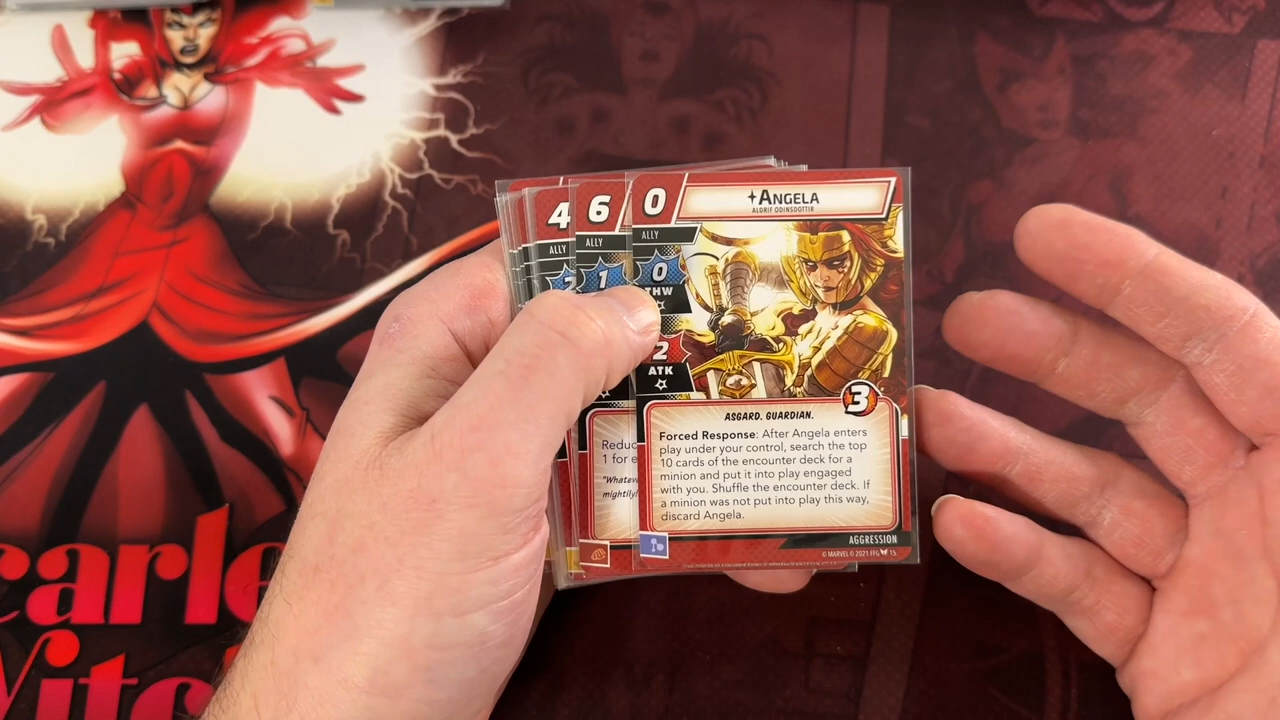 4
ALLY
2
6
ALLY
1
Reduc
1 for e
"Whatev
mightily!
0
✦ANGELA
ALDRIF ODINSDOTTIR
ALLY
0
THW
2
ATK
3
ASGARD. GUARDIAN.
Forced Response: After Angela enters
play under your control, search the top
10 cards of the encounter deck for a
minion and put it into play engaged
with you. Shuffle the encounter deck. If
a minion was not put into play this way,
discard Angela.
AGGRESSION
© MARVEL © 2021 FFG 15
carle
Witc